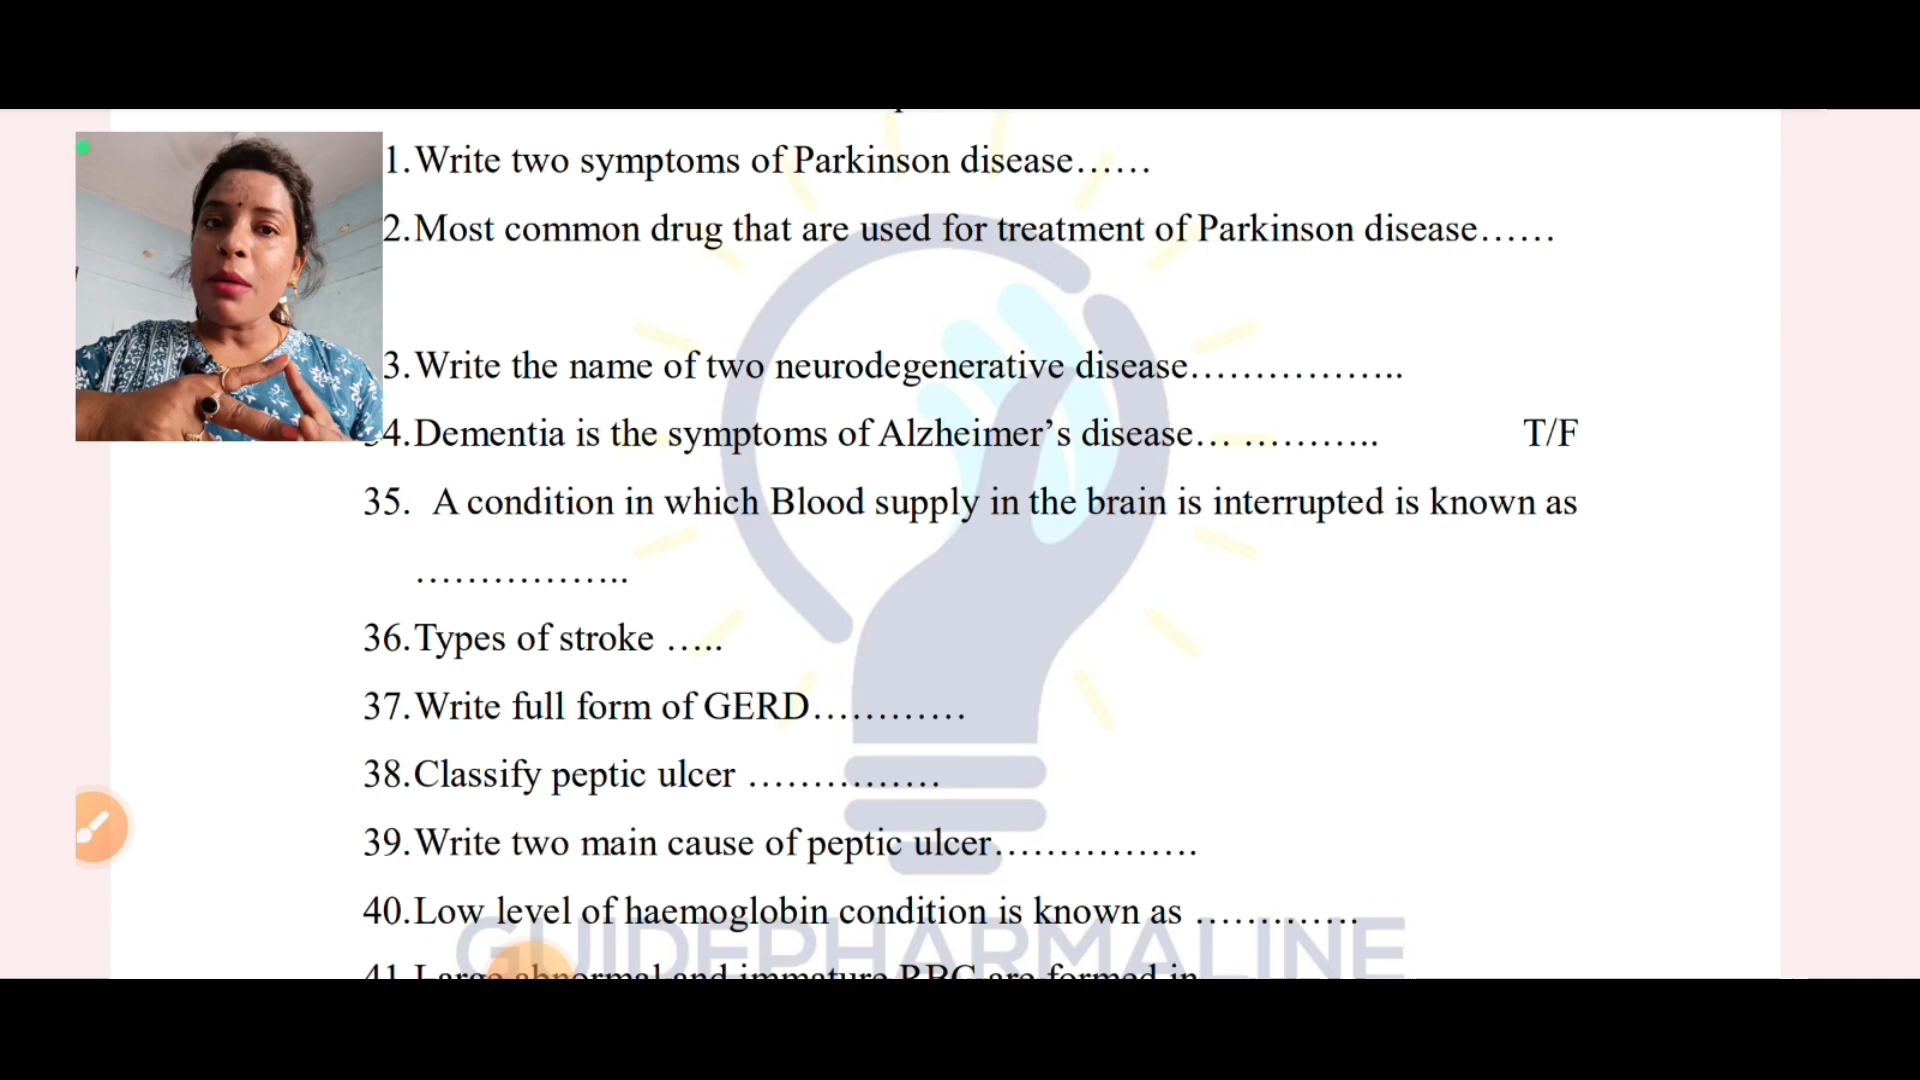 1.Write two symptoms of Parkinson disease……
2.Most common drug that are used for treatment of Parkinson disease……
3.Write the name of two neurodegenerative disease……………..
34.Dementia is the symptoms of Alzheimer’s disease… ……….. T/F
35. A condition in which Blood supply in the brain is interrupted is known as
……………..
36.Types of stroke …..
37.Write full form of GERD…………
38.Classify peptic ulcer ……………
39.Write two main cause of peptic ulcer…………….
40.Low level of haemoglobin condition is known as ………….
GUIDEPHARMALINE
41.Large abnormal and immature RBC are formed in